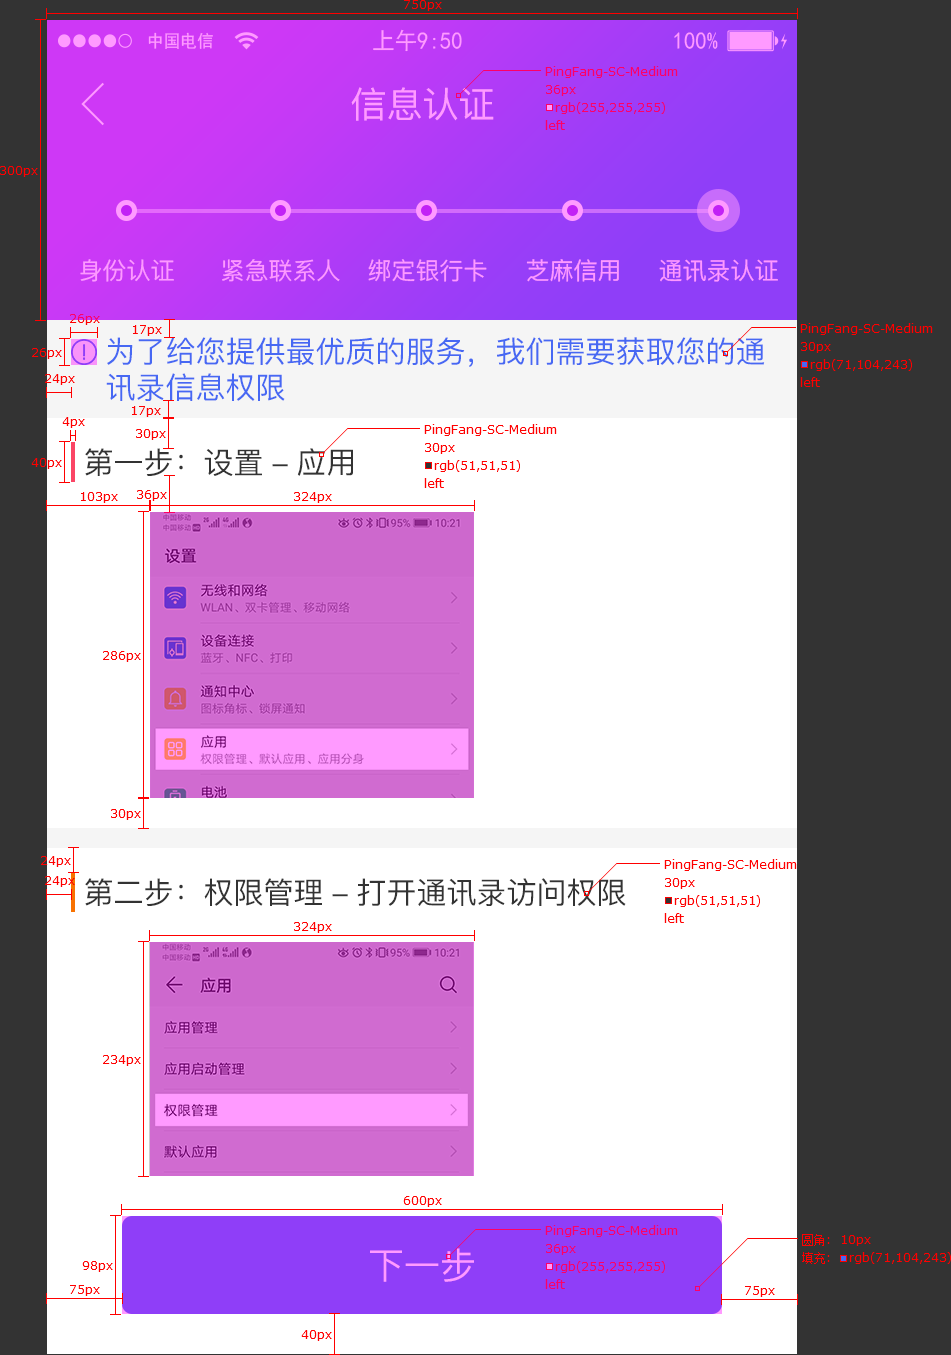 750px
中国电信
上午9:50
100%
信息认证
PingFang-SC-Medium
36px
rgb(255,255,255)
left
300px
身份认证
紧急联系人
绑定银行卡
芝麻信用
通讯录认证
26px
17px
26px
24px
为了给您提供最优质的服务，我们需要获取您的通
讯录信息权限
PingFang-SC-Medium
30px
rgb(71,104,243)
left
17px
4px
30px
40px
第一步：设置 – 应用
PingFang-SC-Medium
30px
rgb(51,51,51)
left
103px
36px
324px
中国移动
中国移动 HD
2G
4G
95%
10:21
设置
无线和网络
WLAN、双卡管理、移动网络
设备连接
蓝牙、NFC、打印
286px
通知中心
图标角标、锁屏通知
应用
权限管理、默认应用、应用分身
电池
30px
24px
24px
第二步：权限管理 – 打开通讯录访问权限
PingFang-SC-Medium
30px
rgb(51,51,51)
left
324px
中国移动
中国移动 HD
2G
4G
95%
10:21
应用
应用管理
234px
应用启动管理
权限管理
默认应用
600px
98px
下一步
PingFang-SC-Medium
36px
rgb(255,255,255)
left
圆角：10px
填充：rgb(71,104,243)
75px
75px
40px